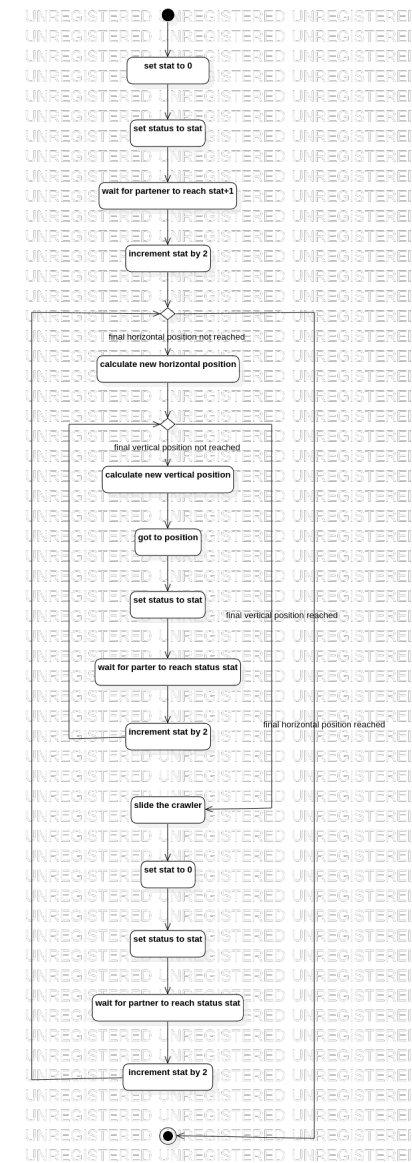 UNREGISTERED UNREGISTERED UNREGISTERED
set stat to 0
set status to stat
wait for partener to reach stat+1
increment stat by 2
final horizontal position not reached
calculate new horizontal position
final vertical position not reached
calculate new vertical position
got to position
set status to stat
final vertical position reached
wait for parter to reach status stat
final horizontal position reached
increment stat by 2
slide the crawler
set stat to 0
set status to stat
wait for partner to reach status stat
increment stat by 2